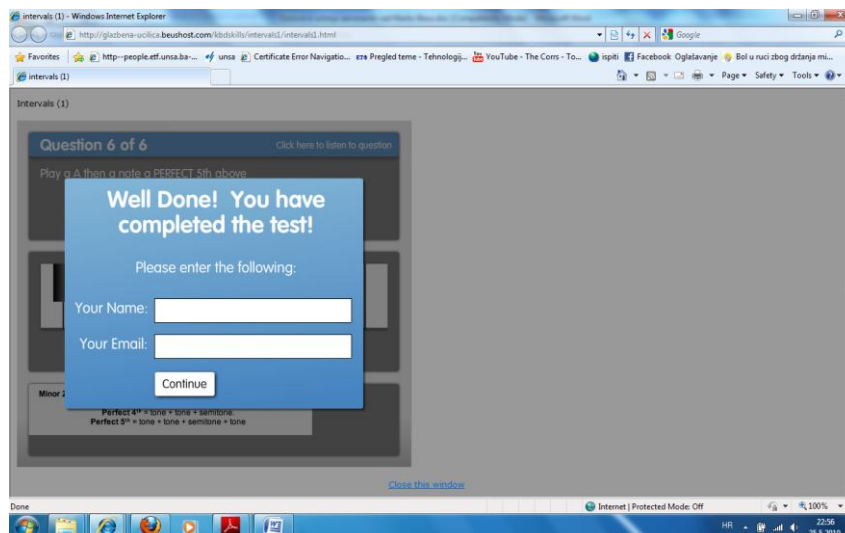 intervals (1) - Windows Internet Explorer
http://glazbena-ucilica.beushost.com/kbdskills/intervals1/intervals1.html
Google
Favorites
http--people.etf.unsa.ba-...
unsa
Certificate Error Navigatio...
Pregled teme - Tehnologij...
YouTube - The Corrs - To...
ispiti
Facebook Oglašavanje
Bol u ruci zbog držanja mi...
intervals (1)
Page
Safety
Tools
Intervals (1)
Question 6 of 6
Click here to listen to question
Play a A then a note a PERFECT 5th above
Well Done! You have
completed the test!
Please enter the following:
Your Name:
Your Email:
Continue
Minor 2
Perfect 4th = tone + tone + semitone.
Perfect 5th = tone + tone + semitone + tone
Close this window
Done
Internet | Protected Mode: Off
100%
HR
22:56